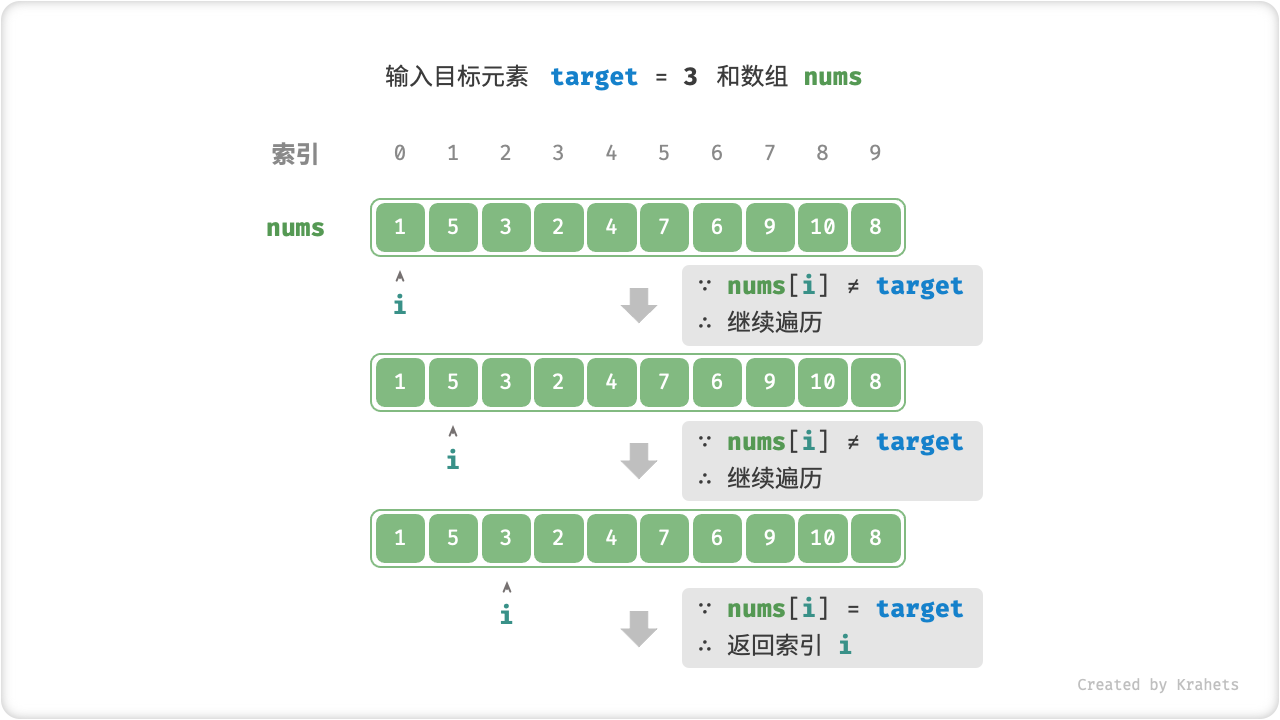 输入目标元素 target = 3 和数组 nums
索引 0 1 2 3 4 5 6 7 8 9
nums 1 5 3 2 4 7 6 9 10 8
i
∵ nums[i] ≠ target
∴ 继续遍历
1 5 3 2 4 7 6 9 10 8
i
∵ nums[i] ≠ target
∴ 继续遍历
1 5 3 2 4 7 6 9 10 8
i
∵ nums[i] = target
∴ 返回索引 i
Created by Krahets